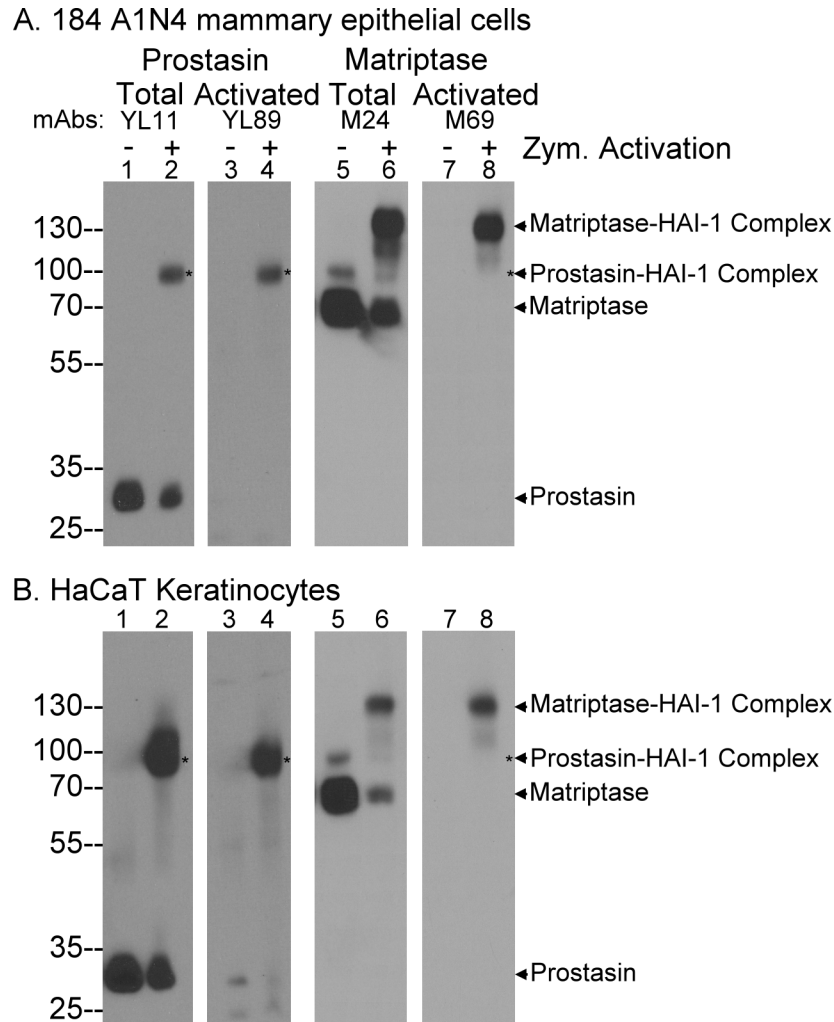 A. 184 A1N4 mammary epithelial cells
Prostasin Matriptase
Total Activated Total Activated
mAbs: YL11 YL89 M24 M69
- + - + - + - + Zym. Activation
1 2 3 4 5 6 7 8
130-- Matriptase-HAI-1 Complex
100-- * * * Prostasin-HAI-1 Complex
70-- Matriptase
55--
35--
Prostasin
25--
B. HaCaT Keratinocytes
1 2 3 4 5 6 7 8
130-- Matriptase-HAI-1 Complex
100-- * * * Prostasin-HAI-1 Complex
70-- Matriptase
55--
35--
Prostasin
25--